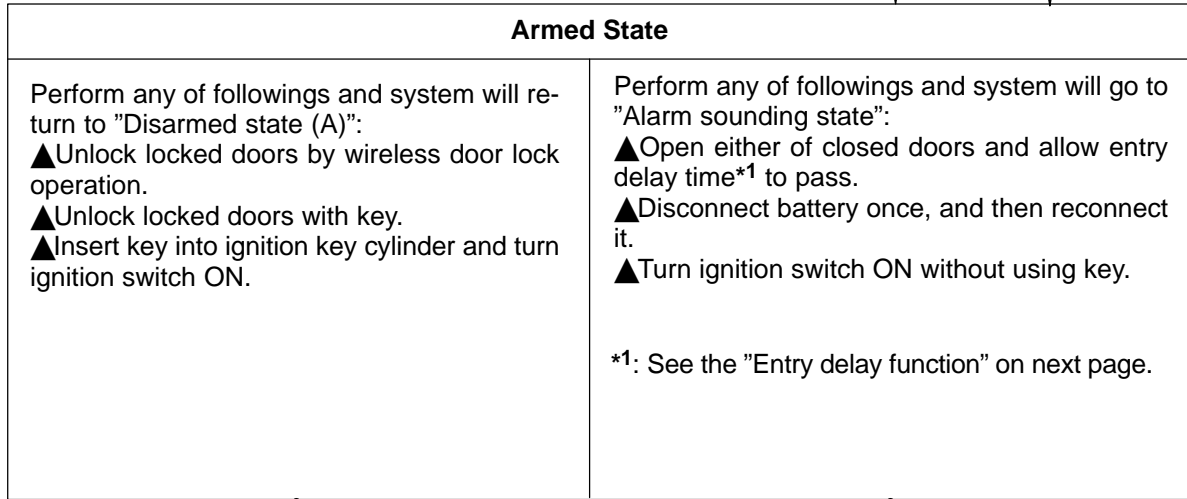 Armed State
Perform any of followings and system will re-
turn to ”Disarmed state (A)”:
▲Unlock locked doors by wireless door lock
operation.
▲Unlock locked doors with key.
▲Insert key into ignition key cylinder and turn
ignition switch ON.
Perform any of followings and system will go to
”Alarm sounding state”:
▲Open either of closed doors and allow entry
delay time*1 to pass.
▲Disconnect battery once, and then reconnect
it.
▲Turn ignition switch ON without using key.
*1: See the ”Entry delay function” on next page.